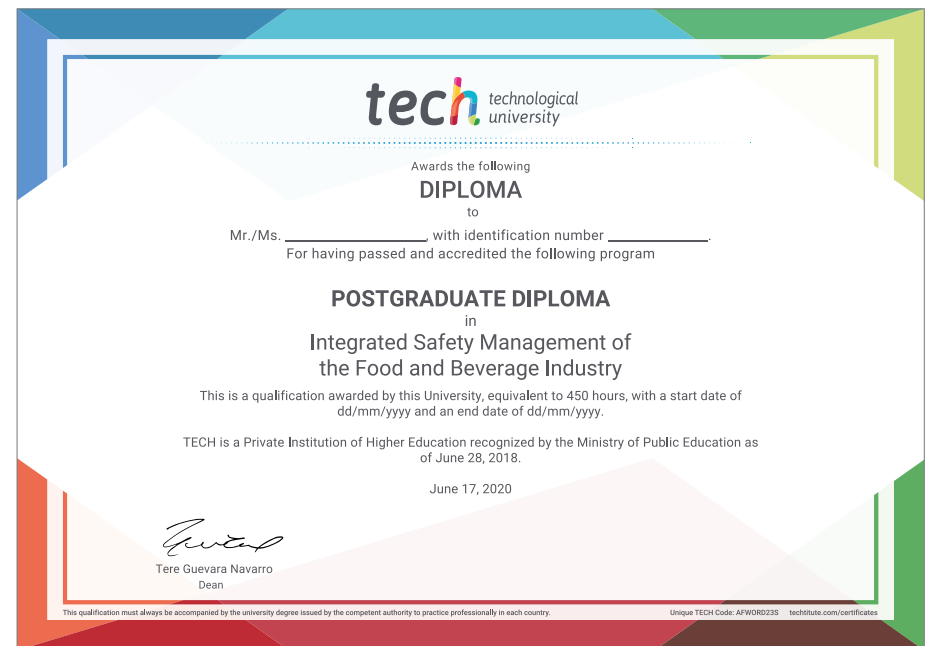 tech technological
university
Awards the following
DIPLOMA
to
Mr./Ms. ____________________, with identification number ______________.
For having passed and accredited the following program
POSTGRADUATE DIPLOMA
in
Integrated Safety Management of
the Food and Beverage Industry
This is a qualification awarded by this University, equivalent to 450 hours, with a start date of
dd/mm/yyyy and an end date of dd/mm/yyyy.
TECH is a Private Institution of Higher Education recognized by the Ministry of Public Education as
of June 28, 2018.
June 17, 2020
Tere Guevara Navarro
Dean
This qualification must always be accompanied by the university degree issued by the competent authority to practice professionally in each country. Unique TECH Code: AFWORD23S techtitute.com/certificates